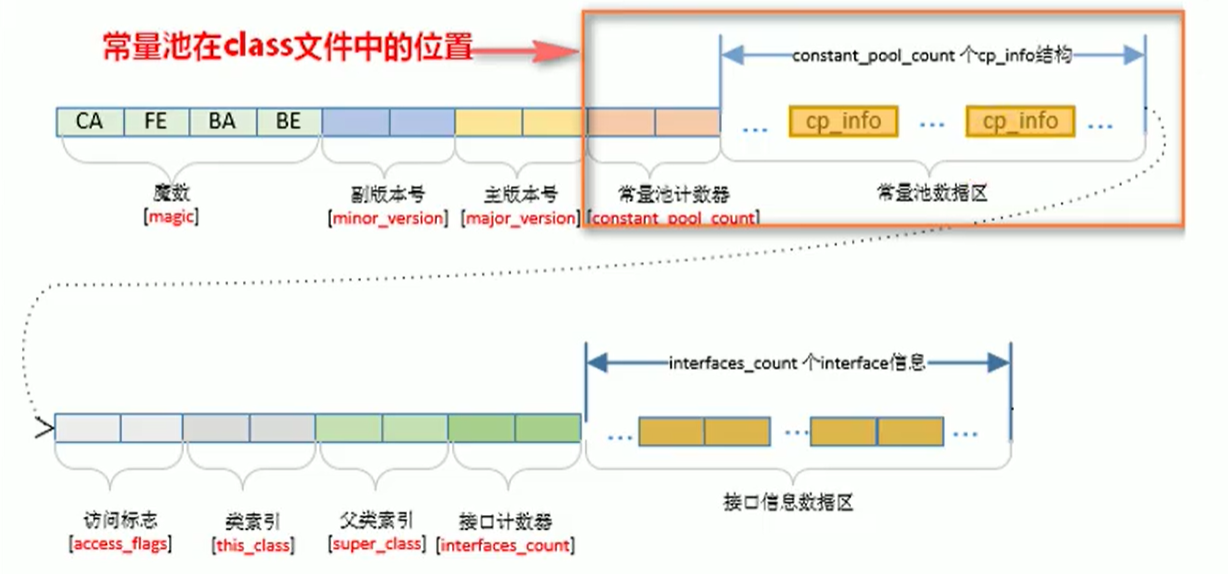 常量池在class文件中的位置
constant_pool_count 个cp_info结构
CA FE BA BE
... cp_info ... cp_info ...
魔数 副版本号 主版本号 常量池计数器 常量池数据区
[magic] [minor_version] [major_version] [constant_pool_count]
interfaces_count 个interface信息
... ... ...
接口信息数据区
访问标志 类索引 父类索引 接口计数器
[access_flags] [this_class] [super_class] [interfaces_count]